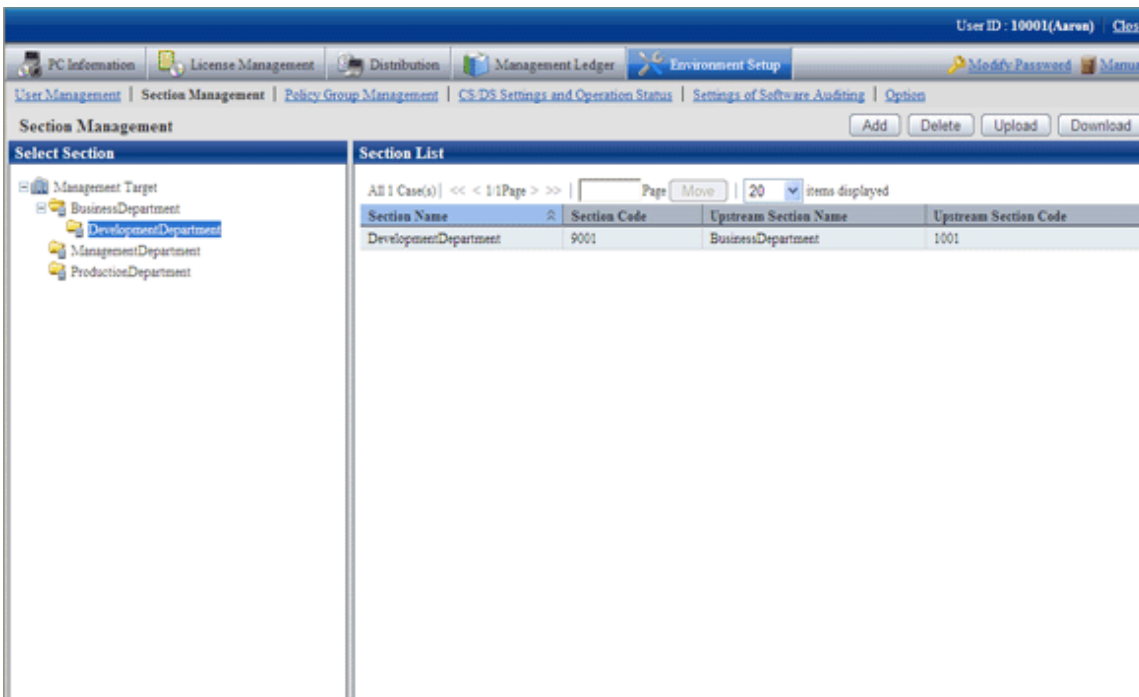 User ID : 10001(Aaron) Clos
PC Information License Management Distribution Management Ledger Environment Setup Modify Password Manua
User Management | Section Management | Policy Group Management | CS/DS Settings and Operation Status | Settings of Software Auditing | Option
Section Management Add Delete Upload Download
Select Section
Management Target
BusinessDepartment
DevelopmentDepartment
ManagementDepartment
ProductionDepartment
Section List
All 1 Case(s) | << < 1/1Page > >> | Page Move | 20 items displayed
Section Name Section Code Upstream Section Name Upstream Section Code
DevelopmentDepartment 9001 BusinessDepartment 1001